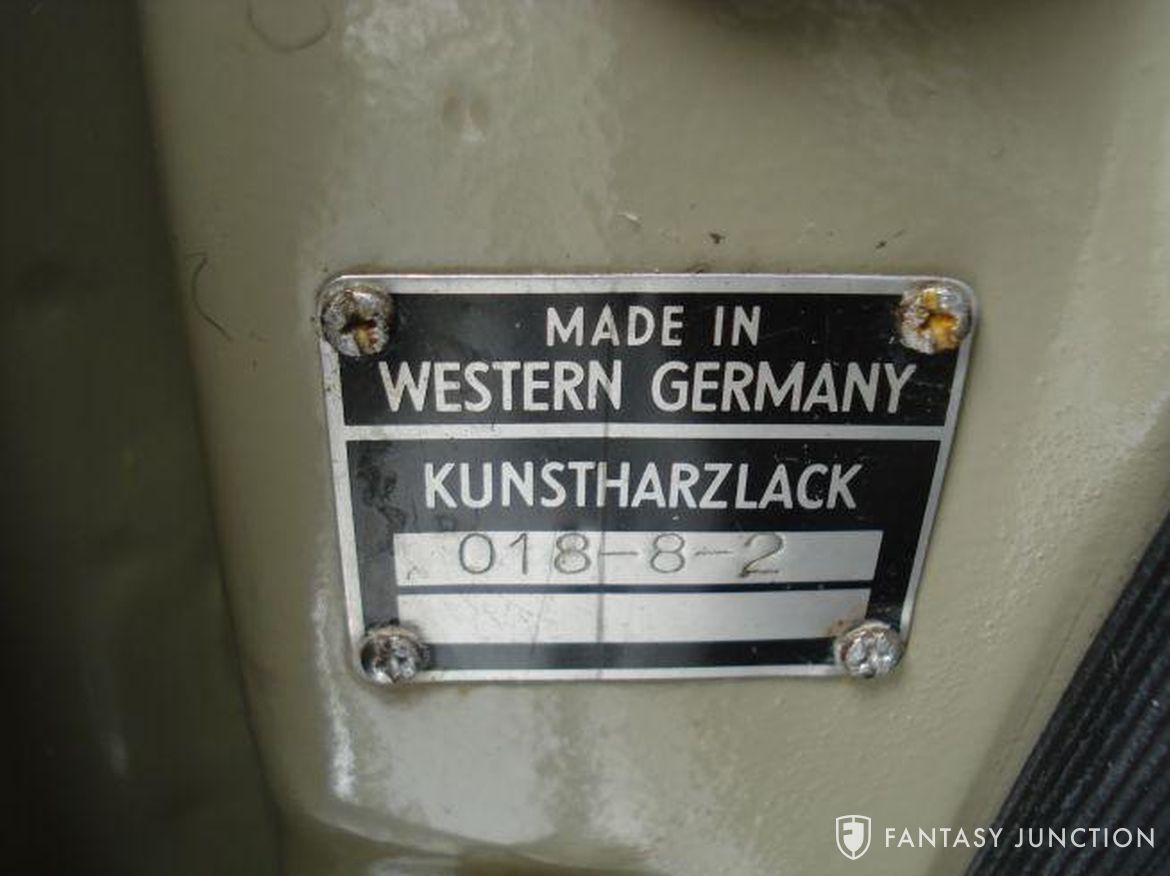 MADE IN
WESTERN GERMANY
KUNSTHARZLACK
018-8-2
FANTASY JUNCTION